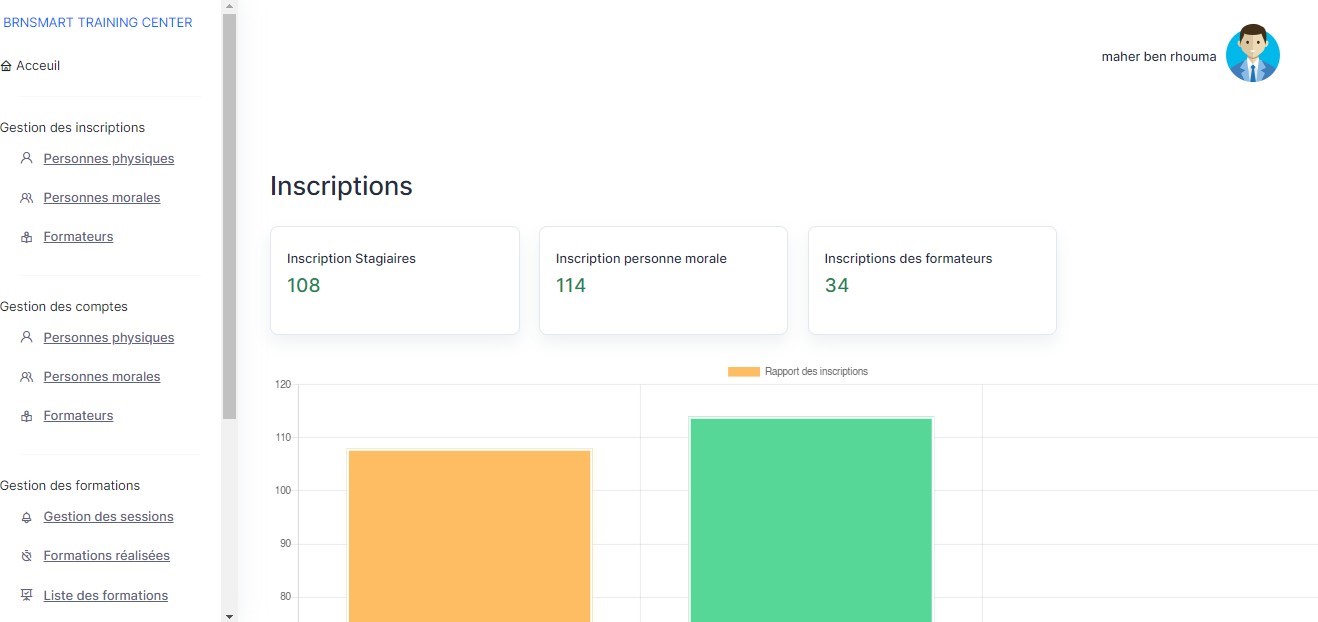 BRNSMART TRAINING CENTER
Acceuil
Gestion des inscriptions
Personnes physiques
Personnes morales
Formateurs
Gestion des comptes
Personnes physiques
Personnes morales
Formateurs
Gestion des formations
Gestion des sessions
Formations réalisées
Liste des formations
maher ben rhouma
Inscriptions
Inscription Stagiaires
108
Inscription personne morale
114
Inscriptions des formateurs
34
Rapport des inscriptions
120
110
100
90
80